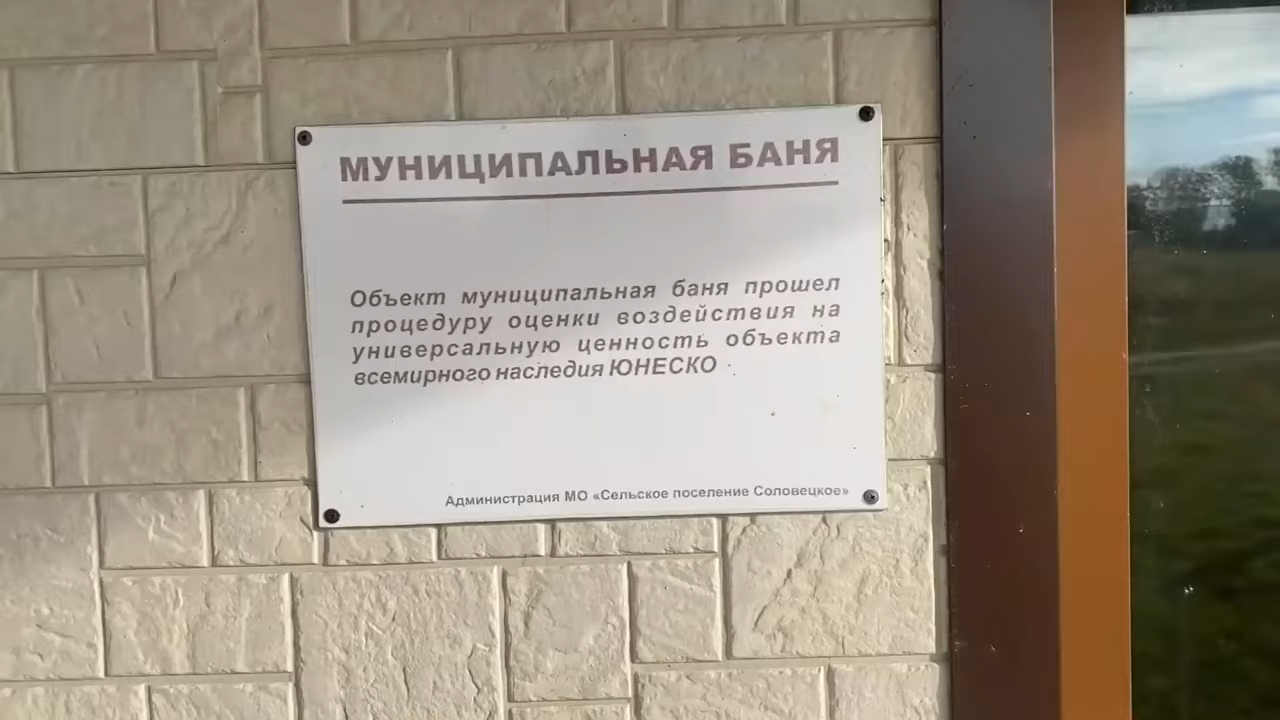 МУНИЦИПАЛЬНАЯ БАНЯ
Объект муниципальная баня прошел
процедуру оценки воздействия на
универсальную ценность объекта
всемирного наследия ЮНЕСКО
Администрация МО «Сельское поселение Соловецкое»